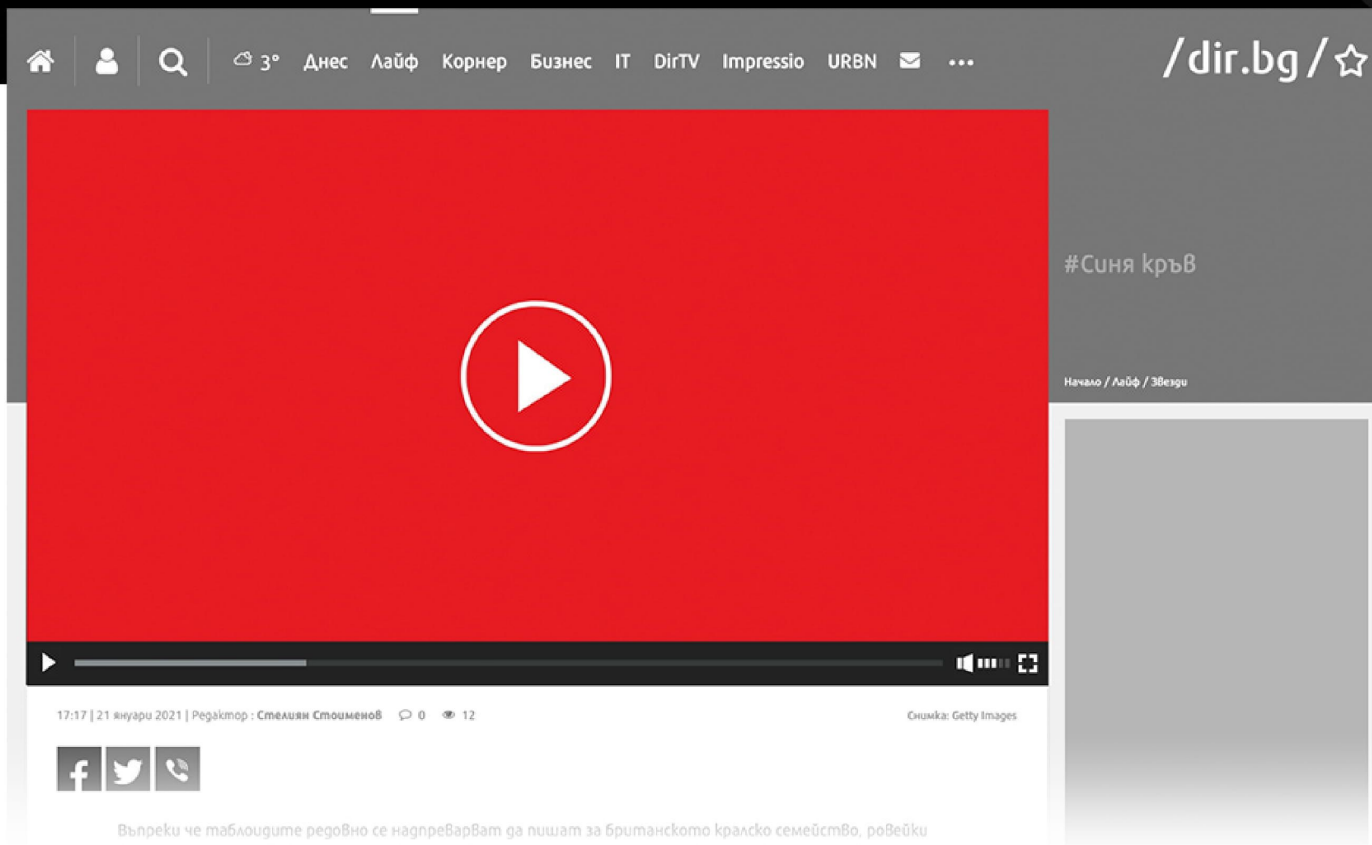 3° Днес Лайф Корнер Бизнес IT DirTV Impressio URBN
/dir.bg/
#Синя кръв
Начало / Лайф / Звезди
17:17 | 21 януари 2021 | Редактор : Стелиян Стоименов 0 12
Снимка: Getty Images
Въпреки че таблоидите редовно се надпреварват да пишат за британското кралско семейство, ровейки